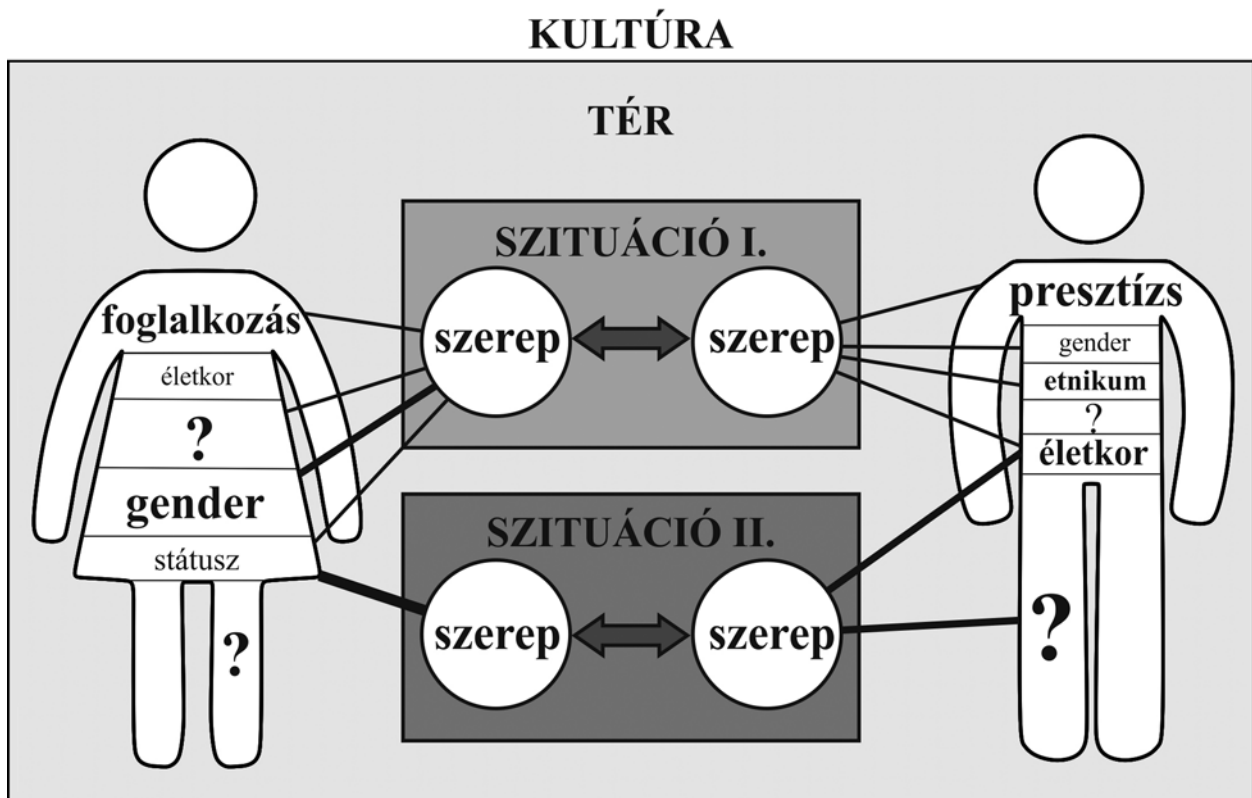 KULTÚRA
TÉR
SZITUÁCIÓ I.
foglalkozás
életkor
?
gender
státusz
?
szerep
szerep
presztízs
gender
etnikum
?
életkor
?
SZITUÁCIÓ II.
szerep
szerep